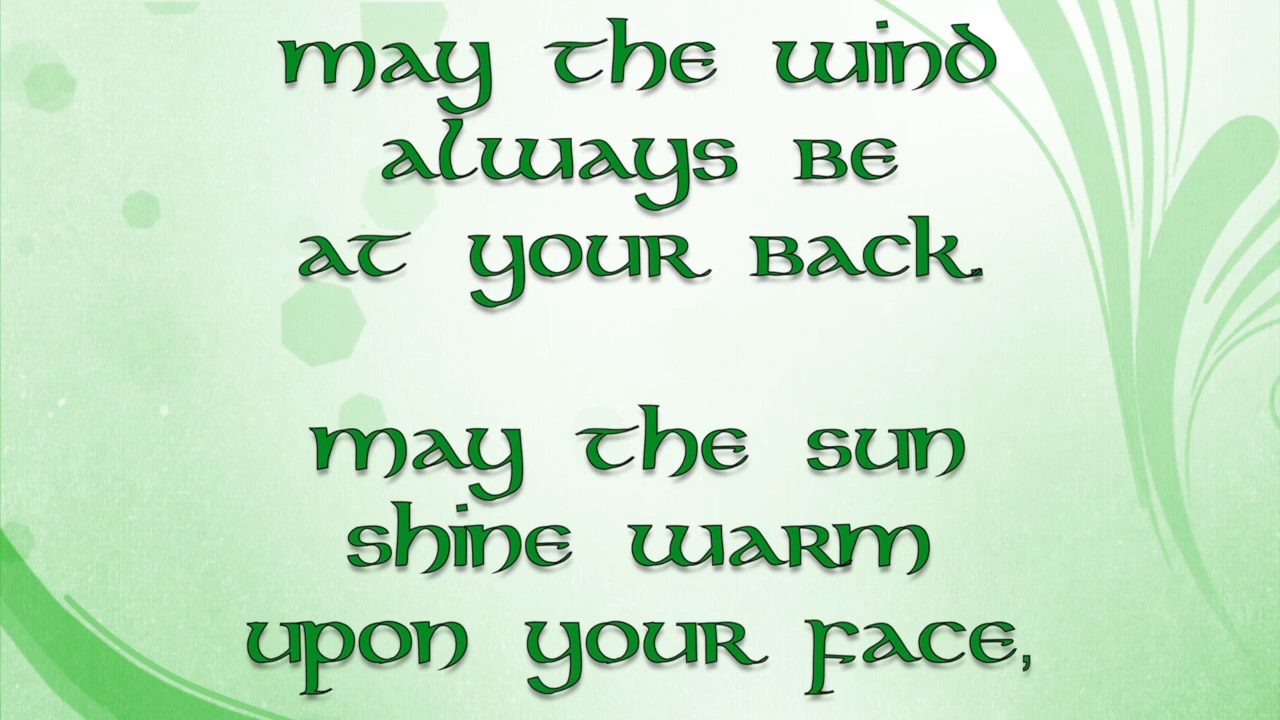 may the wind
always be
at your back.
may the sun
shine warm
upon your face,